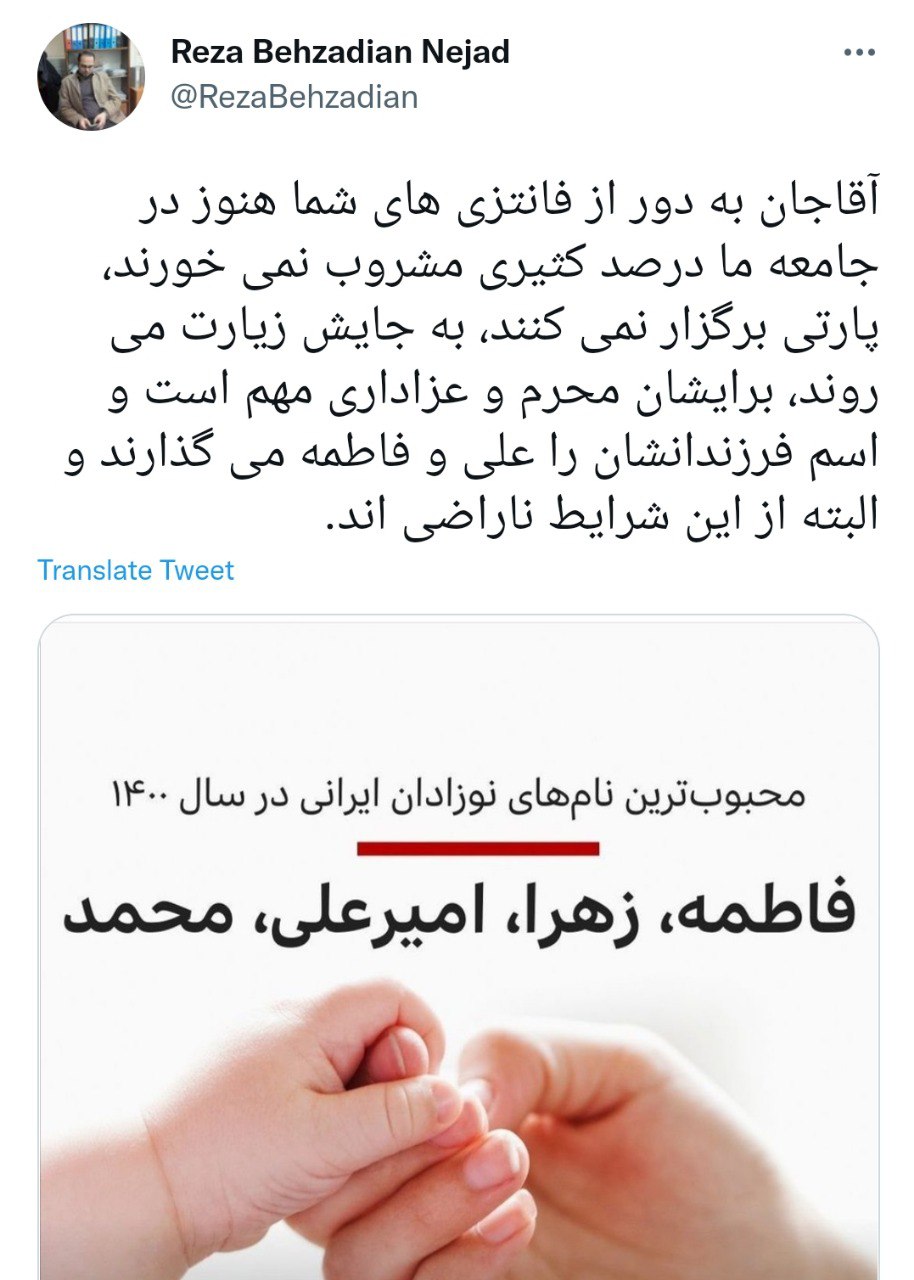 Reza Behzadian Nejad
@RezaBehzadian
آقاجان به دور از فانتزی های شما هنوز در
جامعه ما درصد کثیری مشروب نمی خورند،
پارتی برگزار نمی کنند، به جایش زیارت می
روند، برایشان محرم و عزاداری مهم است و
اسم فرزندانشان را علی و فاطمه می گذارند و
البته از این شرایط ناراضی اند.
Translate Tweet
محبوب‌ترین نام‌های نوزادان ایرانی در سال ۱۴۰۰
فاطمه، زهرا، امیرعلی، محمد